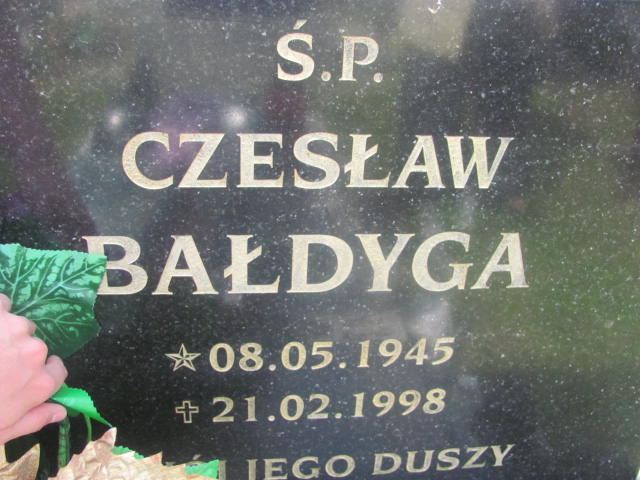 Ś.P.
CZESŁAW
BAŁDYGA
08.05.1945
21.02.1998
JEGO DUSZY